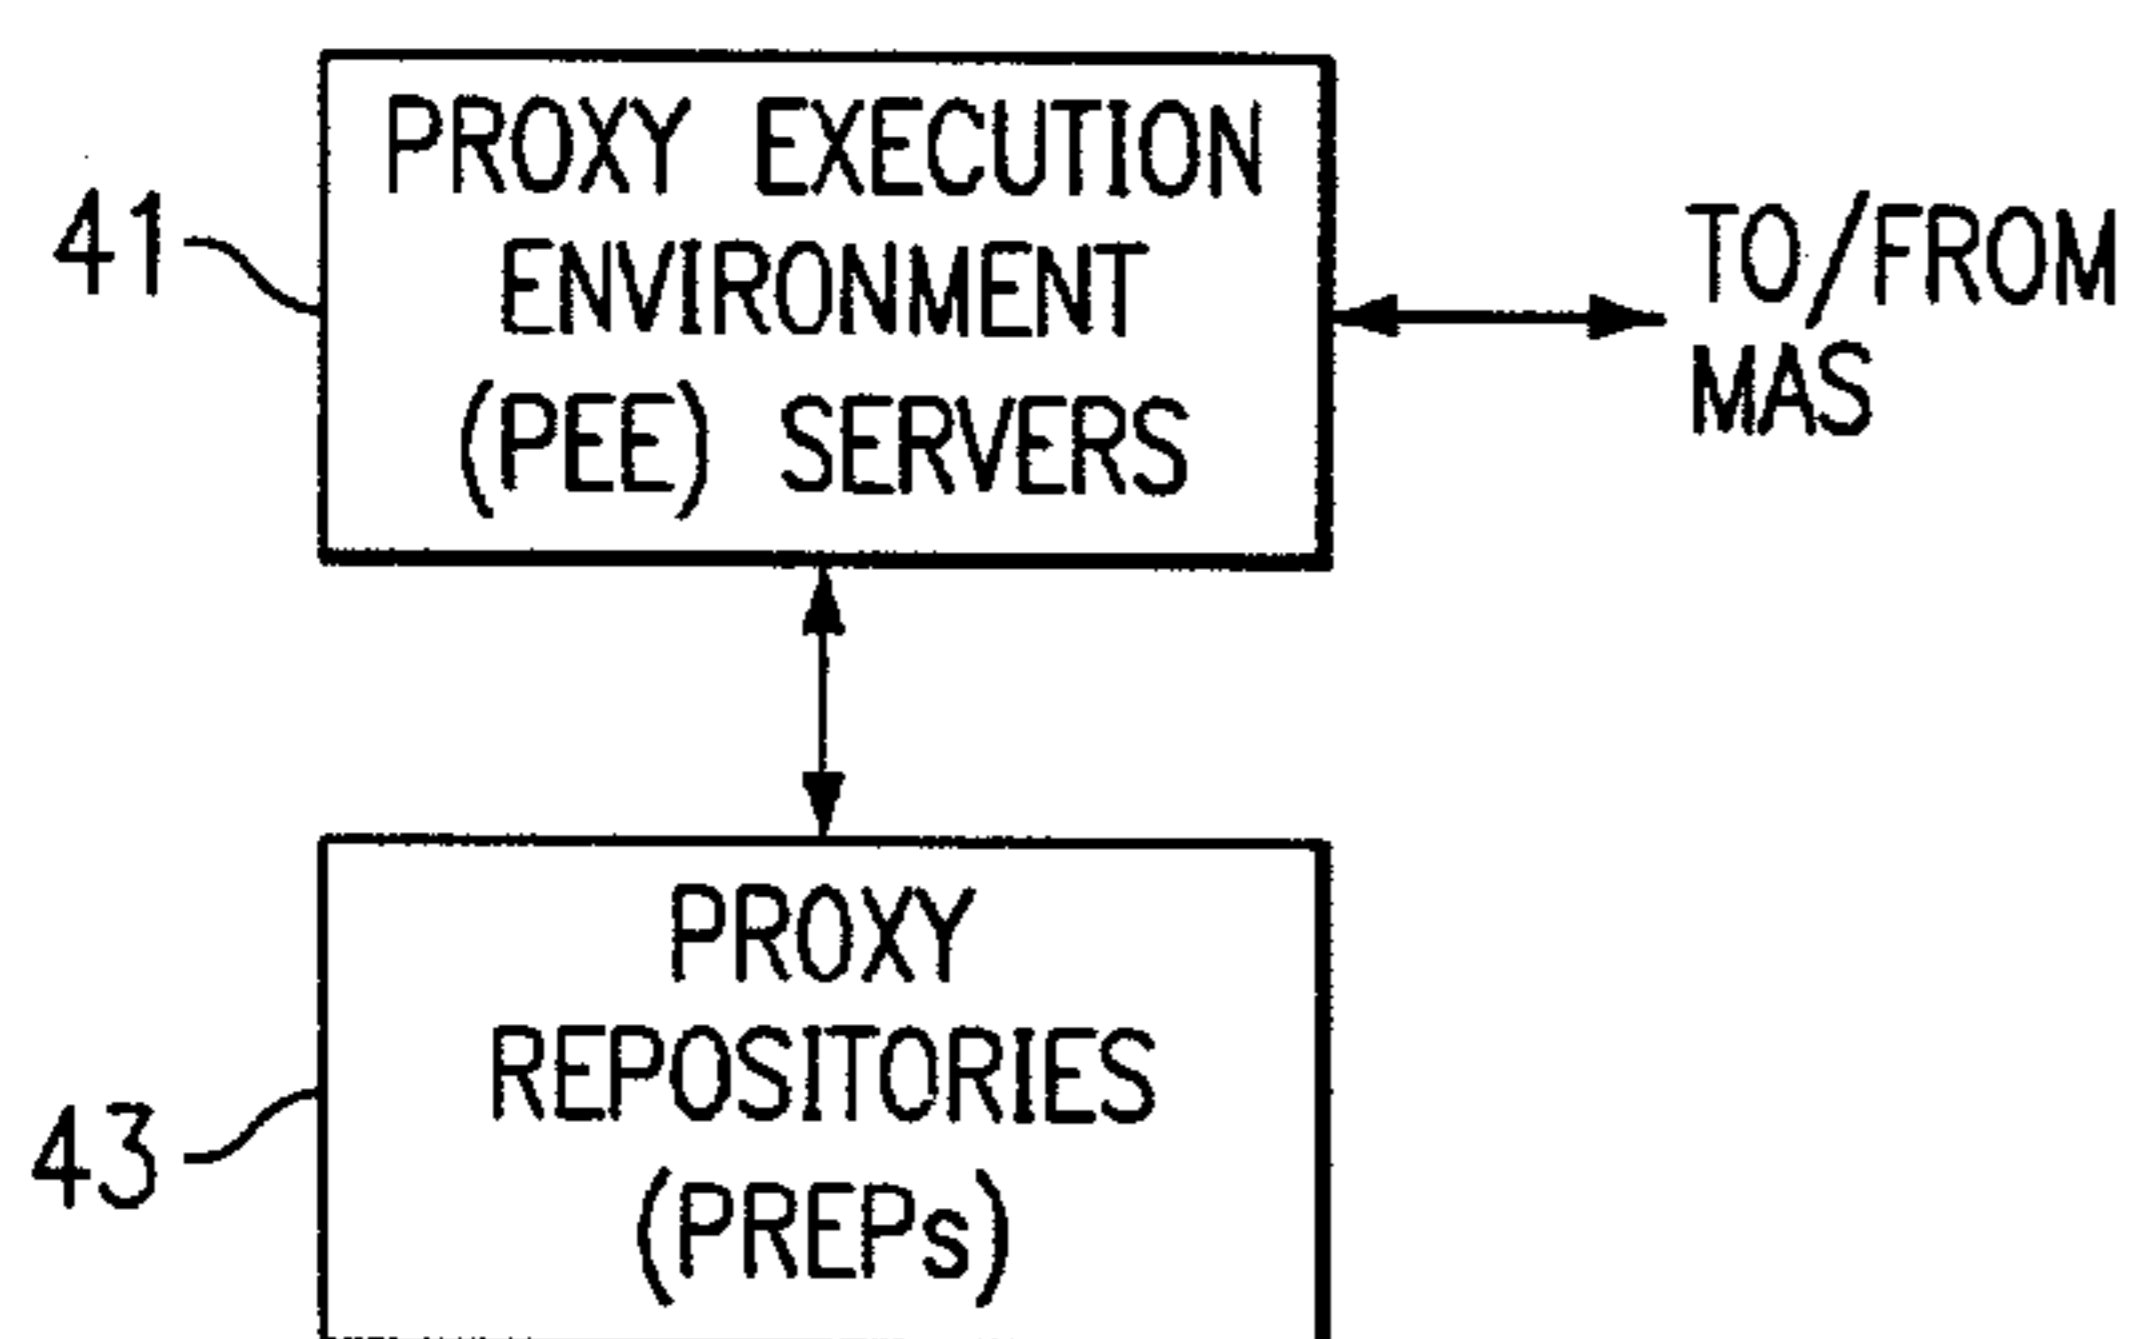 PROXY EXECUTION
ENVIRONMENT
(PEE) SERVERS
41
TO/FROM
MAS
PROXY
REPOSITORIES
(PREPs)
43